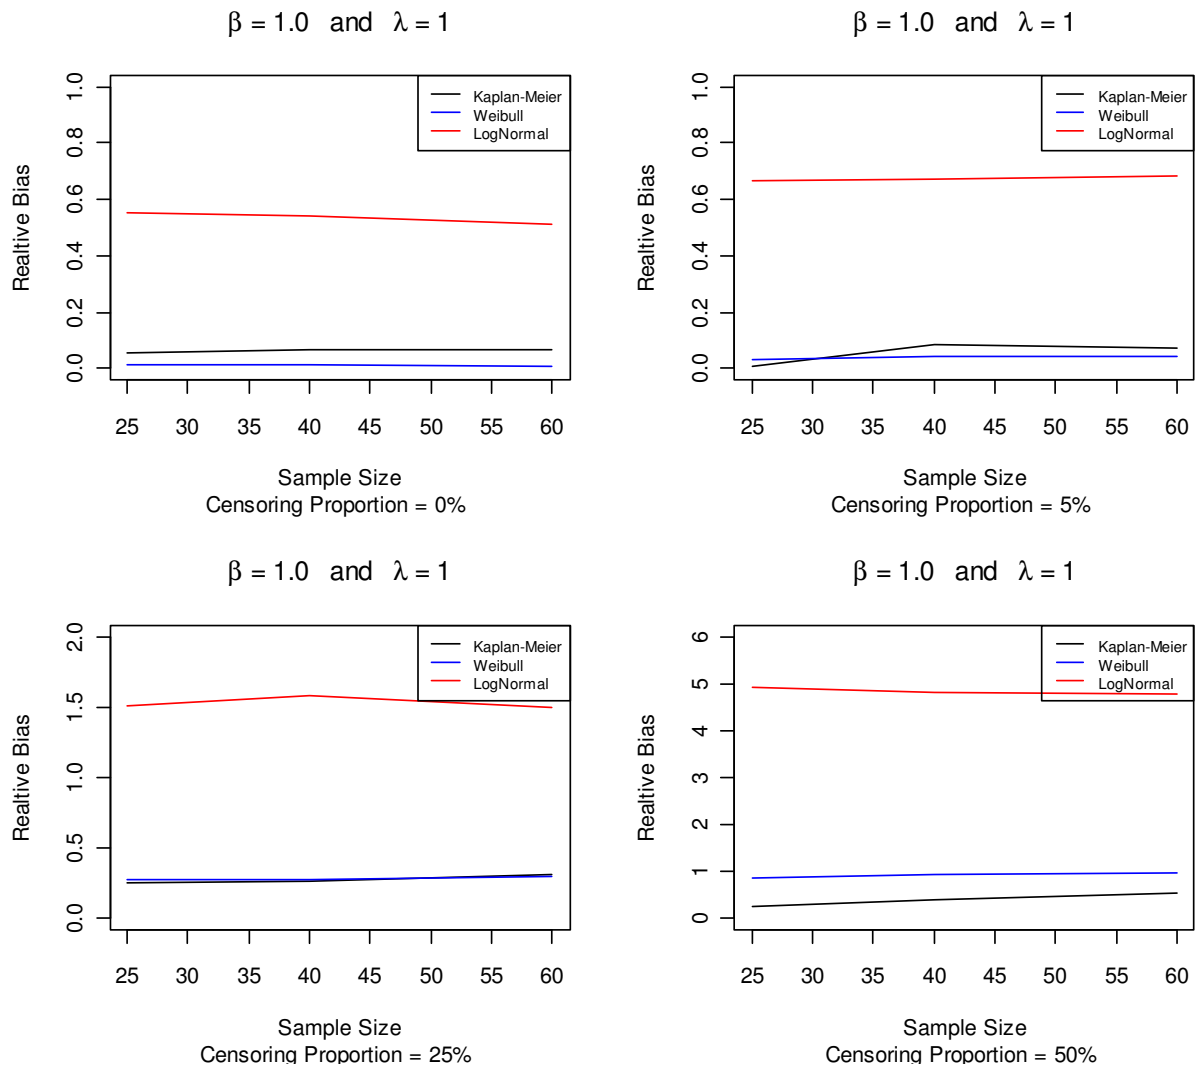 β = 1.0 and λ = 1
Realtive Bias
1.0
0.8
0.6
0.4
0.2
0.0
Kaplan-Meier
Weibull
LogNormal
25 30 35 40 45 50 55 60
Sample Size
Censoring Proportion = 0%
β = 1.0 and λ = 1
Realtive Bias
1.0
0.8
0.6
0.4
0.2
0.0
Kaplan-Meier
Weibull
LogNormal
25 30 35 40 45 50 55 60
Sample Size
Censoring Proportion = 5%
β = 1.0 and λ = 1
Realtive Bias
2.0
1.5
1.0
0.5
0.0
Kaplan-Meier
Weibull
LogNormal
25 30 35 40 45 50 55 60
Sample Size
Censoring Proportion = 25%
β = 1.0 and λ = 1
Realtive Bias
6
5
4
3
2
1
0
Kaplan-Meier
Weibull
LogNormal
25 30 35 40 45 50 55 60
Sample Size
Censoring Proportion = 50%